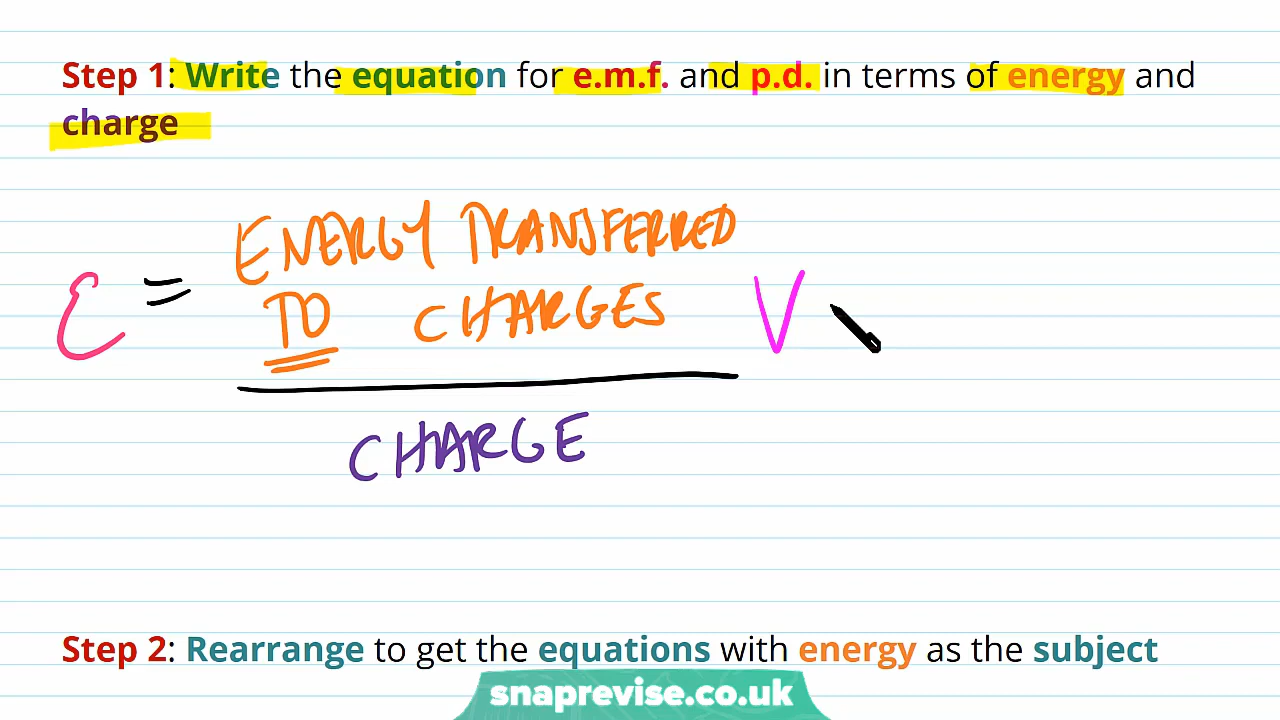 Step 1: Write the equation for e.m.f. and p.d. in terms of energy and
charge
ENERGY TRANSFERRED
ε = TO CHARGES V
CHARGE
Step 2: Rearrange to get the equations with energy as the subject
snaprevise.co.uk